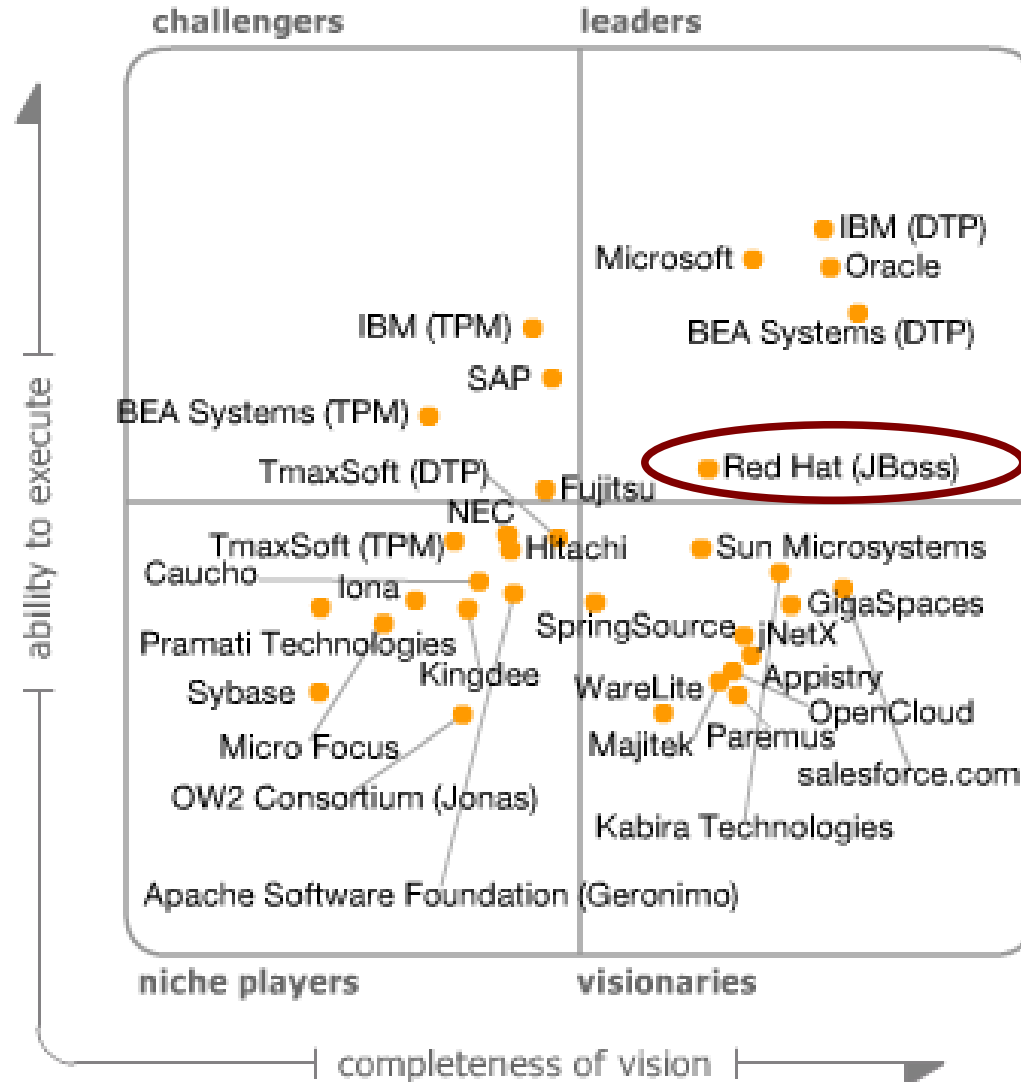 challengers
leaders
IBM (DTP)
Microsoft
Oracle
IBM (TPM)
BEA Systems (DTP)
SAP
BEA Systems (TPM)
TmaxSoft (DTP)
Red Hat (JBoss)
Fujitsu
NEC
TmaxSoft (TPM)
Hitachi
Sun Microsystems
Caucho
Iona
GigaSpaces
SpringSource
jNetX
Pramati Technologies
Kingdee
Appistry
Sybase
WareLite
OpenCloud
Micro Focus
Majitek
Paremus
salesforce.com
OW2 Consortium (Jonas)
Kabira Technologies
Apache Software Foundation (Geronimo)
niche players
visionaries
ability to execute
completeness of vision